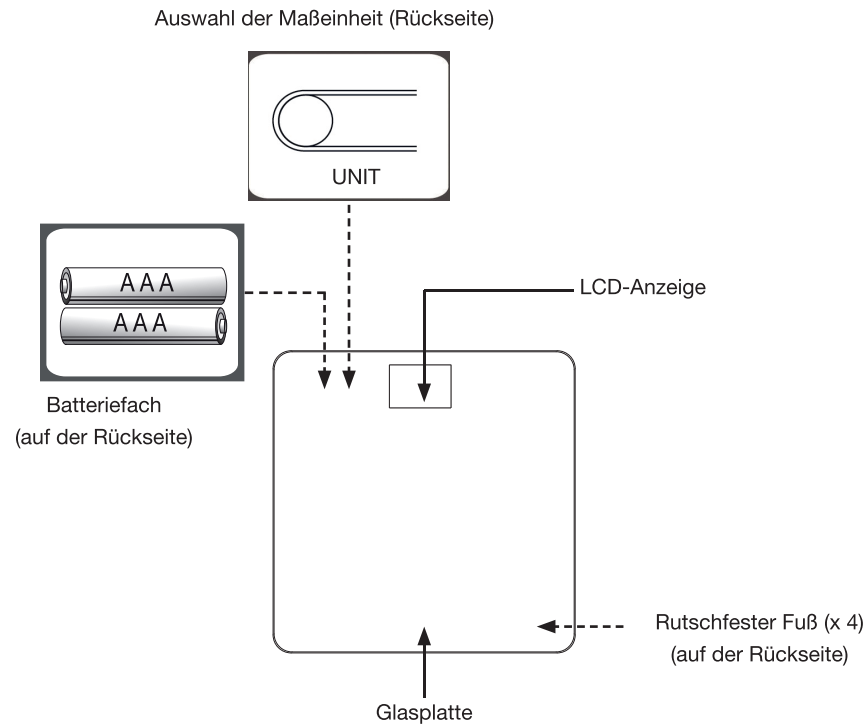 Auswahl der Maßeinheit (Rückseite)
UNIT
AAA
AAA
LCD-Anzeige
Batteriefach
(auf der Rückseite)
Rutschfester Fuß (x 4)
(auf der Rückseite)
Glasplatte